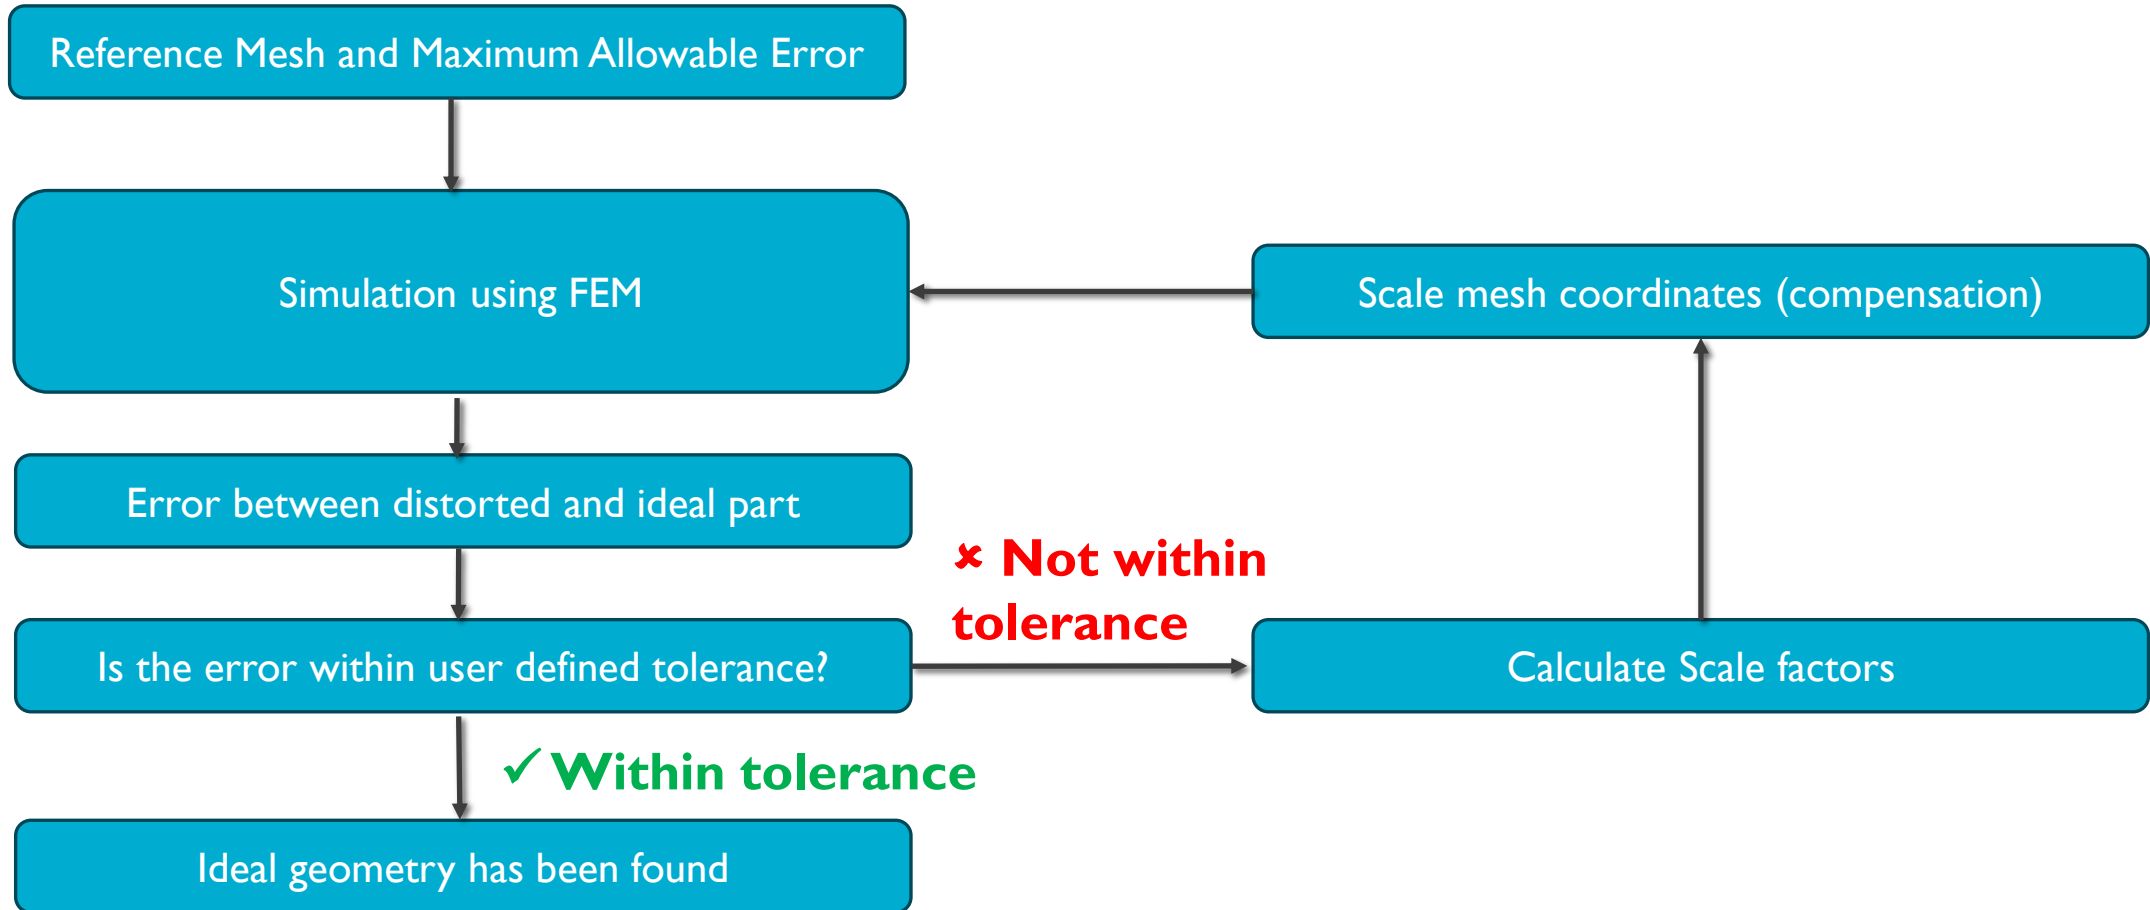 Reference Mesh and Maximum Allowable Error
Simulation using FEM
Scale mesh coordinates (compensation)
Error between distorted and ideal part
✖ Not within
tolerance
Is the error within user defined tolerance?
Calculate Scale factors
✓ Within tolerance
Ideal geometry has been found